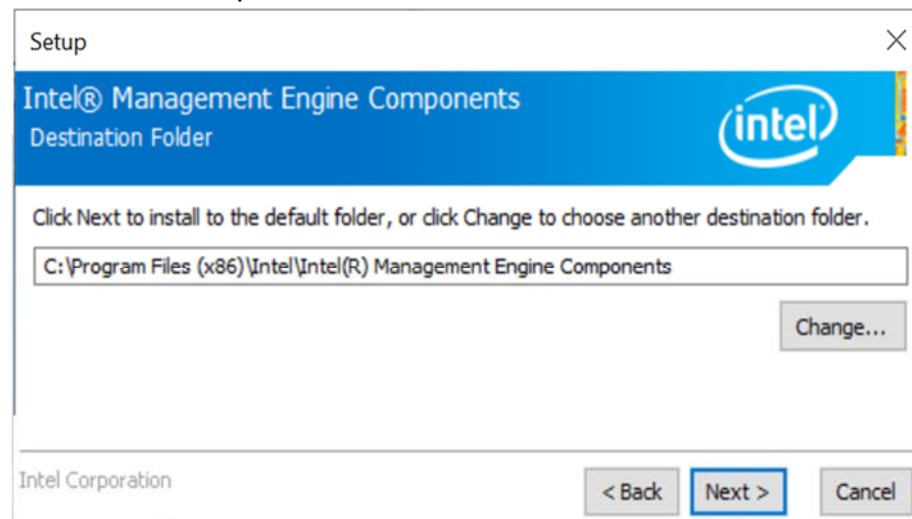 Setup
Intel® Management Engine Components
Destination Folder
intel
Click Next to install to the default folder, or click Change to choose another destination folder.
C:\Program Files (x86)\Intel\Intel(R) Management Engine Components
Change...
Intel Corporation
< Back
Next >
Cancel